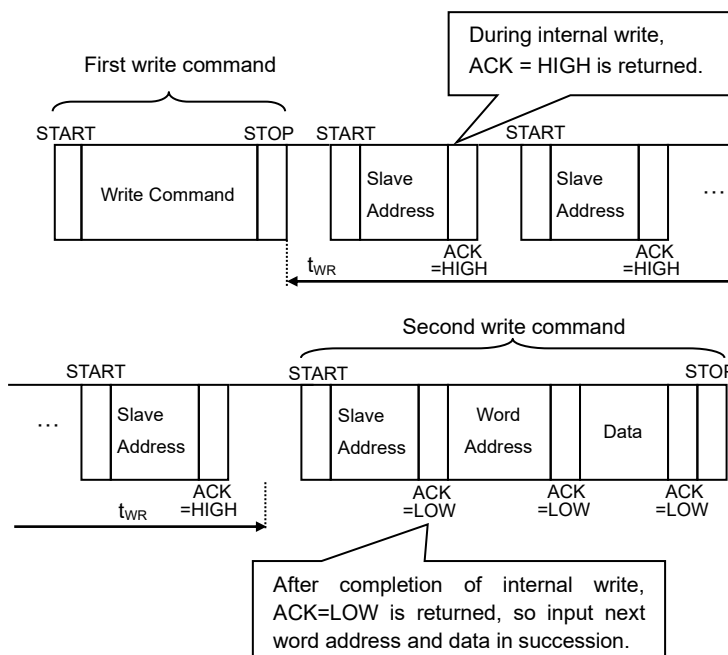 During internal write,
ACK = HIGH is returned.
First write command
START STOP START START
Write Command
Slave
Address
Slave
Address
…
ACK
=HIGH
ACK
=HIGH
tWR
Second write command
START START STOP
…
Slave
Address
Slave
Address
Word
Address
Data
ACK
=HIGH
ACK
=LOW
ACK
=LOW
ACK
=LOW
tWR
After completion of internal write,
ACK=LOW is returned, so input next
word address and data in succession.